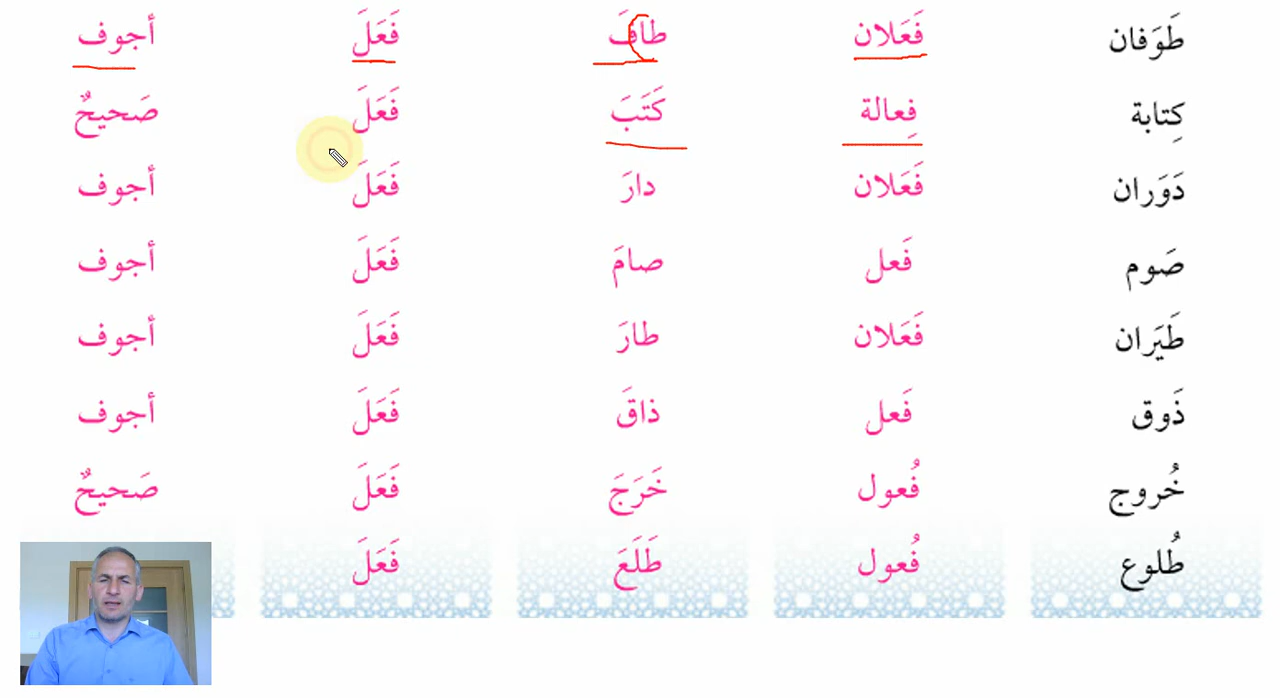 طَوَفان فَعَلان طافَ فَعَلَ أجوف
كِتابة فِعالة كَتَبَ فَعَلَ صَحيحٌ
دَوَران فَعَلان دارَ فَعَلَ أجوف
صَوم فَعل صامَ فَعَلَ أجوف
طَيَران فَعَلان طارَ فَعَلَ أجوف
ذَوق فَعل ذاقَ فَعَلَ أجوف
خُروج فُعول خَرَجَ فَعَلَ صَحيحٌ
طُلوع فُعول طَلَعَ فَعَلَ